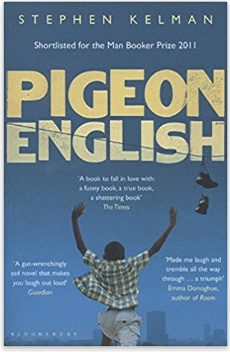 STEPHEN KELMAN
Shortlisted for the Man Booker Prize 2011
PIGEON
ENGLISH
'A book to fall in love with:
a funny book, a true book,
a shattering book'
The Times
'A gut-wrenchingly
sad novel that makes
you laugh out loud'
Guardian
'Made me laugh and
tremble all the way
through ... a triumph'
Emma Donoghue,
author of Room
BLOOMSBURY